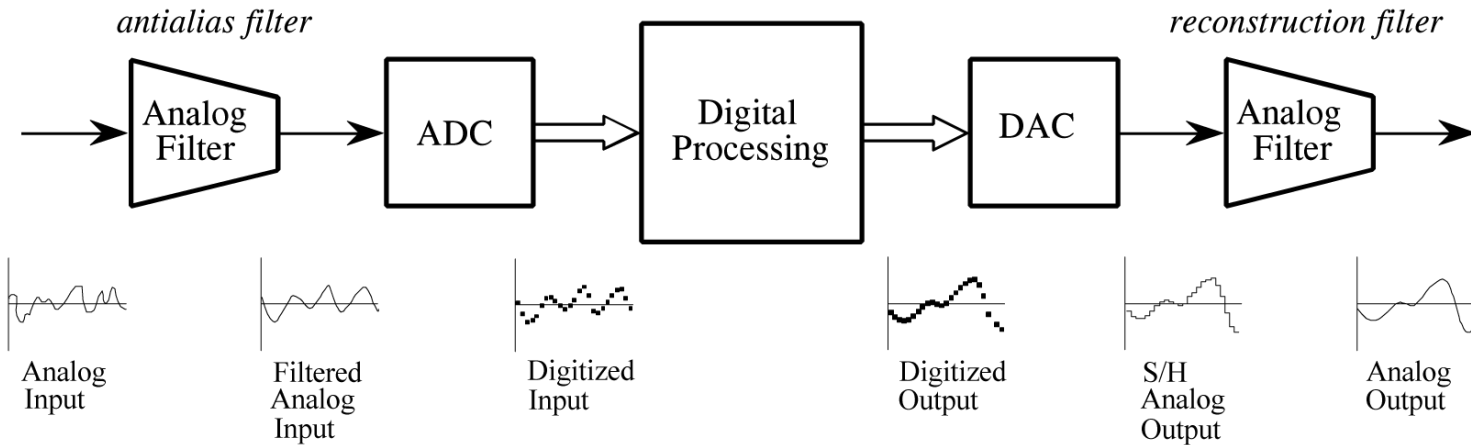 antialias filter
reconstruction filter
Analog
Filter
ADC
Digital
Processing
DAC
Analog
Filter
Analog
Input
Filtered
Analog
Input
Digitized
Input
Digitized
Output
S/H
Analog
Output
Analog
Output